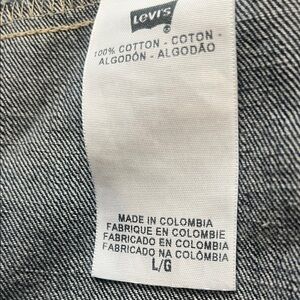 Levi's
100% COTTON - COTON -
ALGODÓN - ALGODÃO
MADE IN COLOMBIA
FABRIQUE EN COLOMBIE
FABRICADO EN COLOMBIA
FABRICADO NA COLÔMBIA
L/G